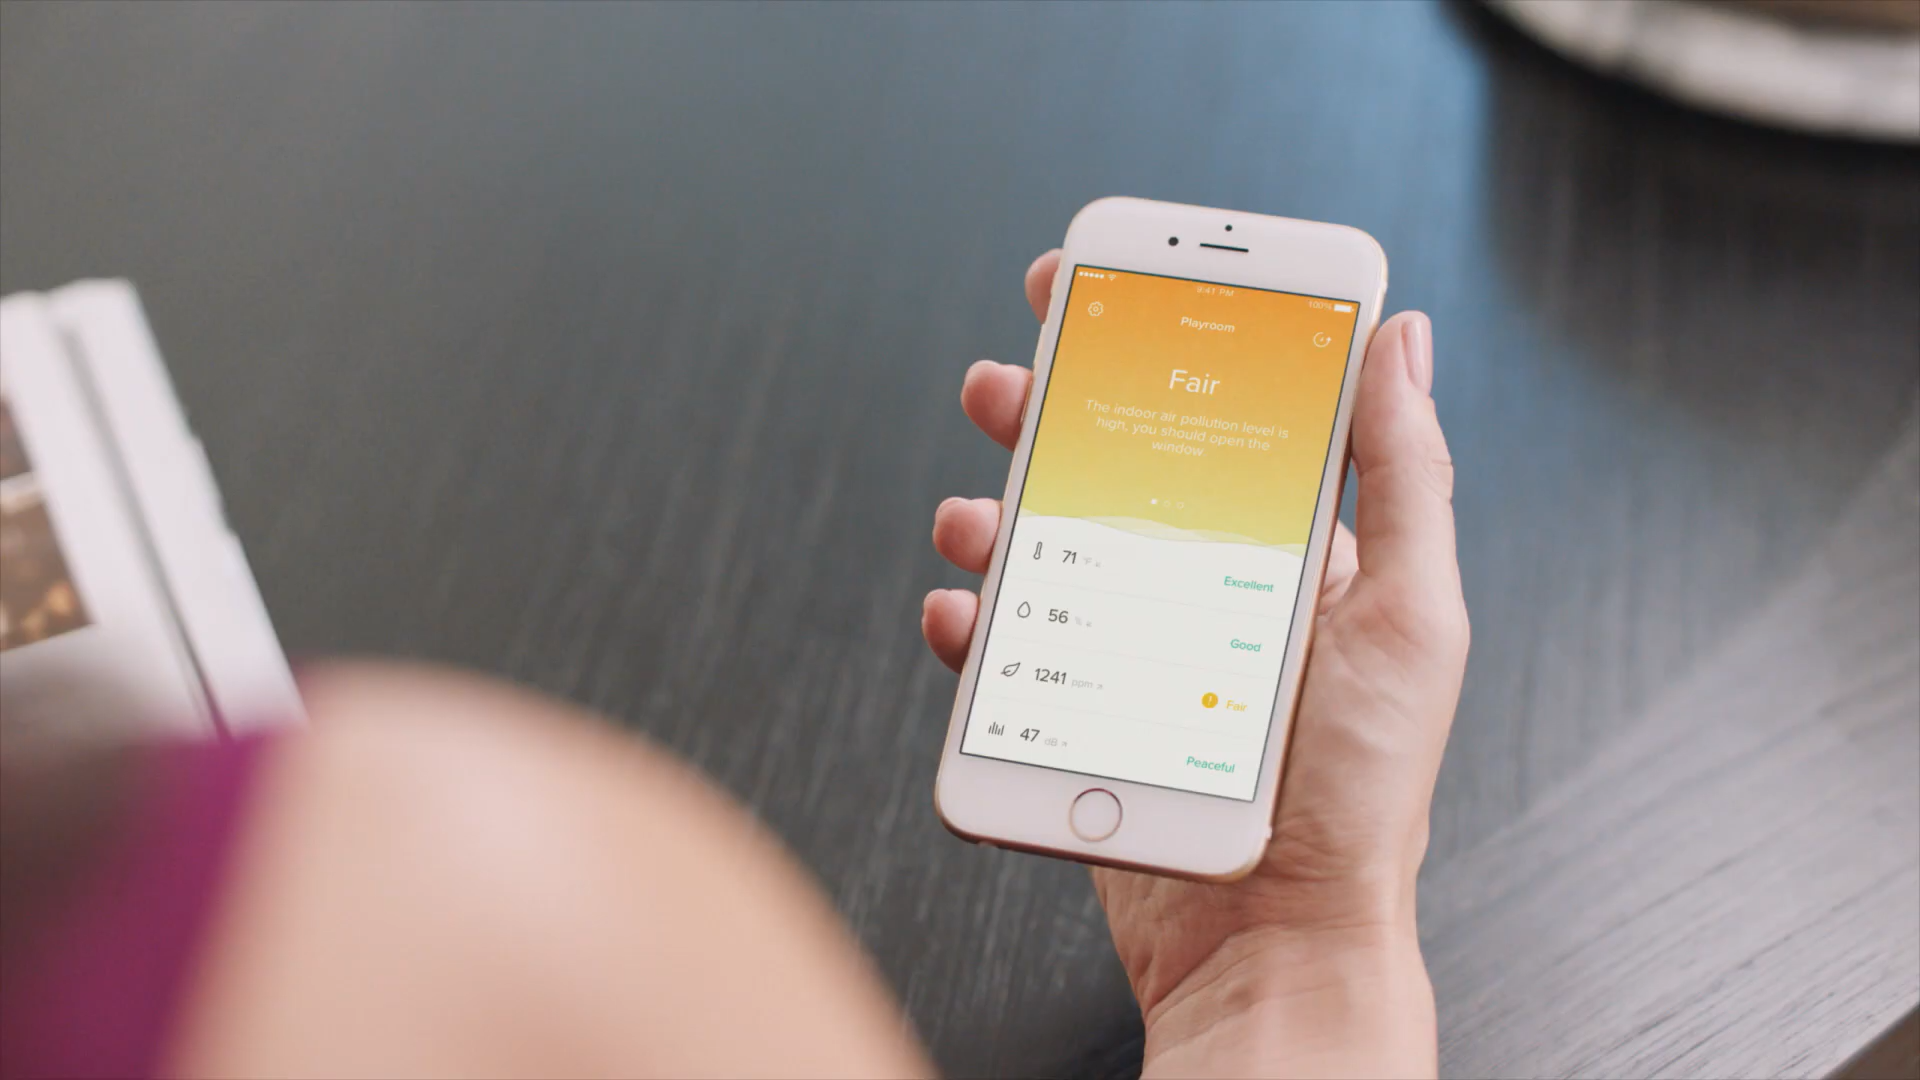 9:41 PM
100%
Playroom
Fair
The indoor air pollution level is
high, you should open the
window
71 °F
Excellent
56 %
Good
1241 ppm
! Fair
47 dB
Peaceful